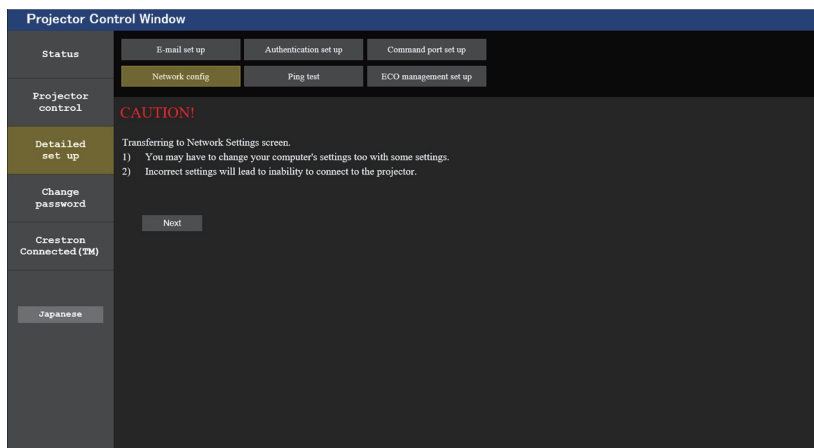 Projector Control Window
Status
Projector
control
Detailed
set up
Change
password
Crestron
Connected(TM)
Japanese
E-mail set up
Authentication set up
Command port set up
Network config
Ping test
ECO management set up
CAUTION!
Transferring to Network Settings screen.
1) You may have to change your computer's settings too with some settings.
2) Incorrect settings will lead to inability to connect to the projector.
Next